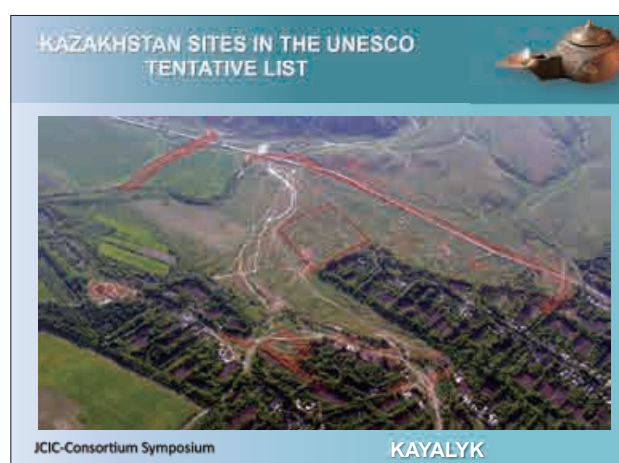 KAZAKHSTAN SITES IN THE UNESCO
TENTATIVE LIST
JCIC-Consortium Symposium
KAYALYK